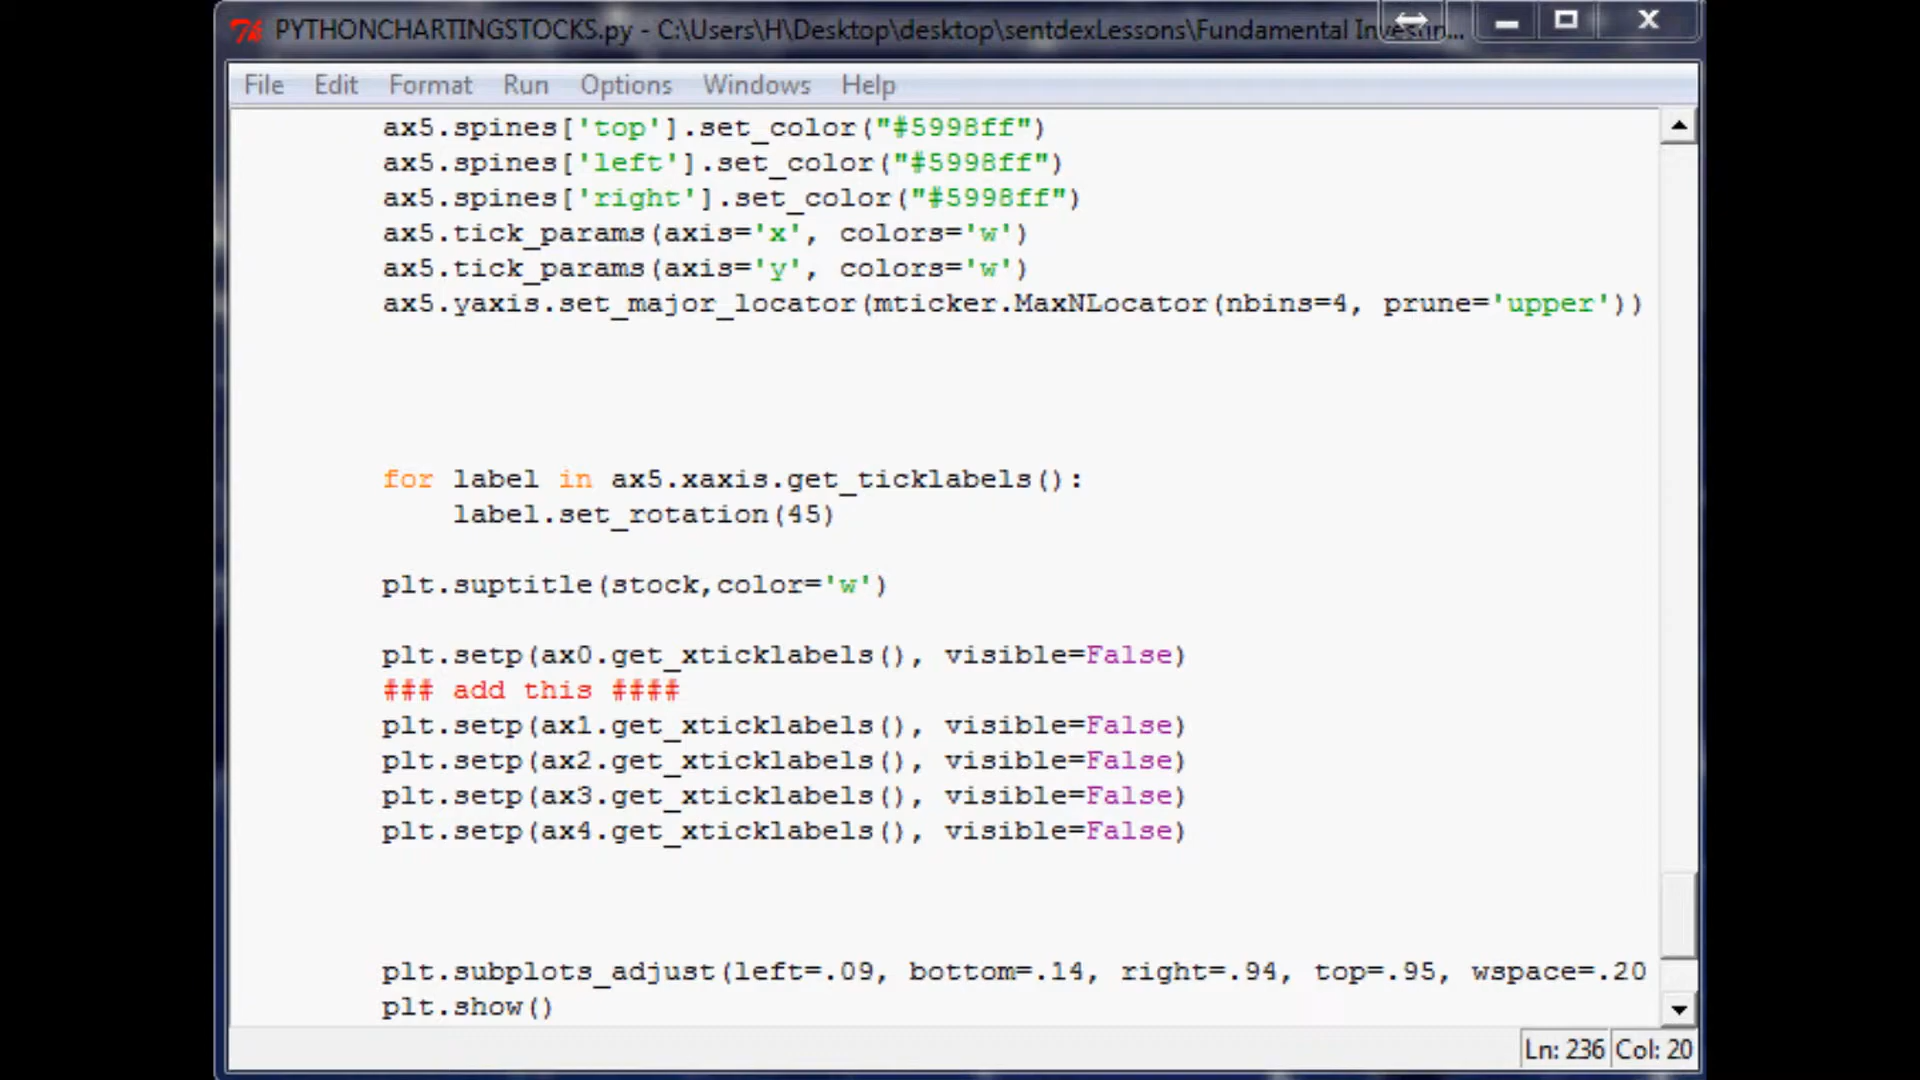 PYTHONCHARTINGSTOCKS.py - C:\Users\H\Desktop\desktop\sentdexLessons\Fundamental Investin...
File Edit Format Run Options Windows Help
ax5.spines['top'].set_color("#5998ff")
ax5.spines['left'].set_color("#5998ff")
ax5.spines['right'].set_color("#5998ff")
ax5.tick_params(axis='x', colors='w')
ax5.tick_params(axis='y', colors='w')
ax5.yaxis.set_major_locator(mticker.MaxNLocator(nbins=4, prune='upper'))
for label in ax5.xaxis.get_ticklabels():
label.set_rotation(45)
plt.suptitle(stock,color='w')
plt.setp(ax0.get_xticklabels(), visible=False)
### add this ####
plt.setp(ax1.get_xticklabels(), visible=False)
plt.setp(ax2.get_xticklabels(), visible=False)
plt.setp(ax3.get_xticklabels(), visible=False)
plt.setp(ax4.get_xticklabels(), visible=False)
plt.subplots_adjust(left=.09, bottom=.14, right=.94, top=.95, wspace=.20
plt.show()
Ln: 236 Col: 20